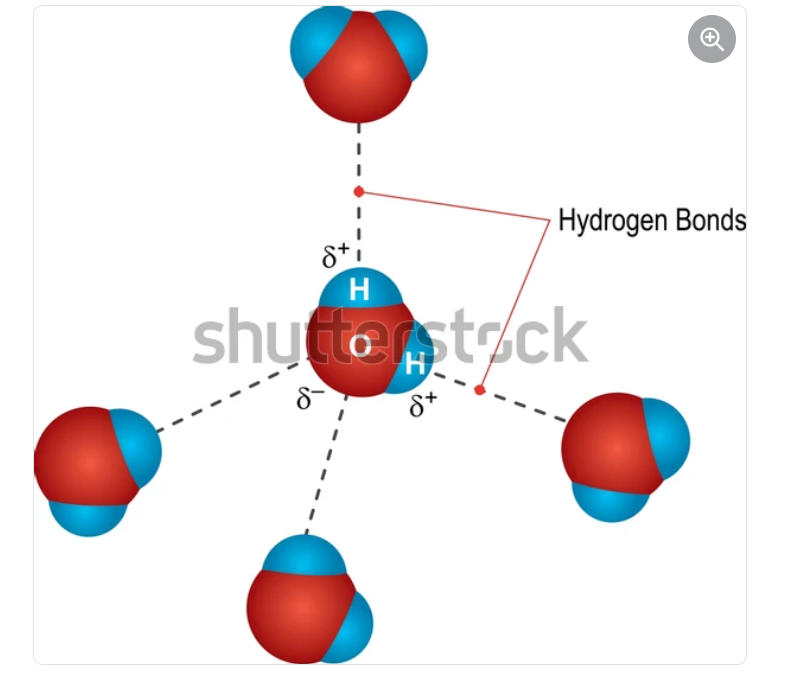 Hydrogen Bonds
δ+
H
shutterstock
O
H
δ−
δ+